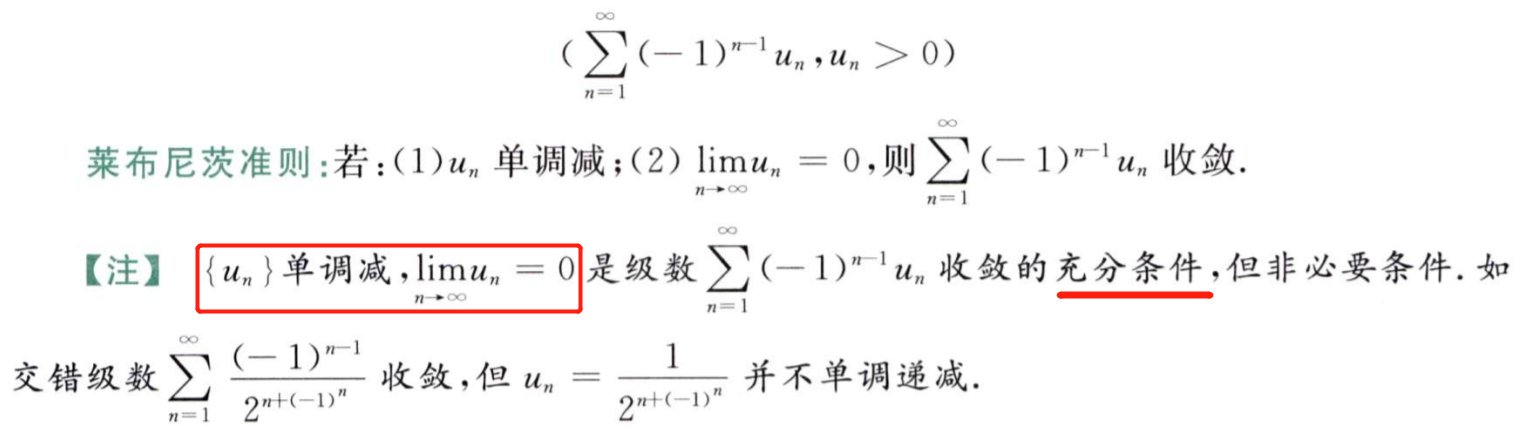 (∑_{n=1}^{∞}(−1)^{n−1}u_n,u_n > 0)
莱布尼茨准则:若:(1)u_n 单调减;(2) lim_{n→∞} u_n = 0,则∑_{n=1}^{∞}(−1)^{n−1}u_n 收敛.
【注】 {u_n}单调减,lim_{n→∞} u_n = 0是级数∑_{n=1}^{∞}(−1)^{n−1}u_n 收敛的充分条件,但非必要条件.如
交错级数∑_{n=1}^{∞} \frac{(−1)^{n−1}}{2^{n+(−1)^n}} 收敛,但 u_n = \frac{1}{2^{n+(−1)^n}} 并不单调递减.